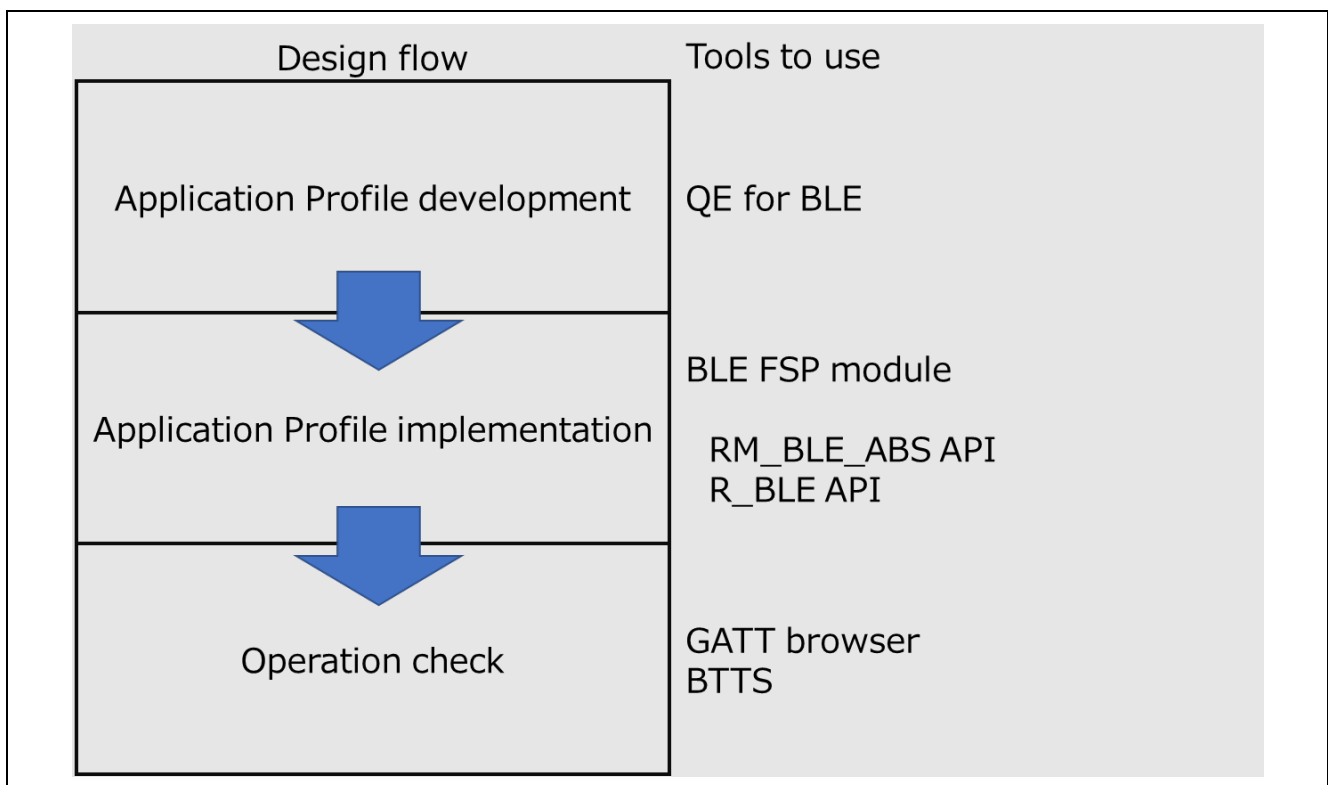 Design flow
Tools to use
Application Profile development
QE for BLE
BLE FSP module
Application Profile implementation
RM_BLE_ABS API
R_BLE API
Operation check
GATT browser
BTTS